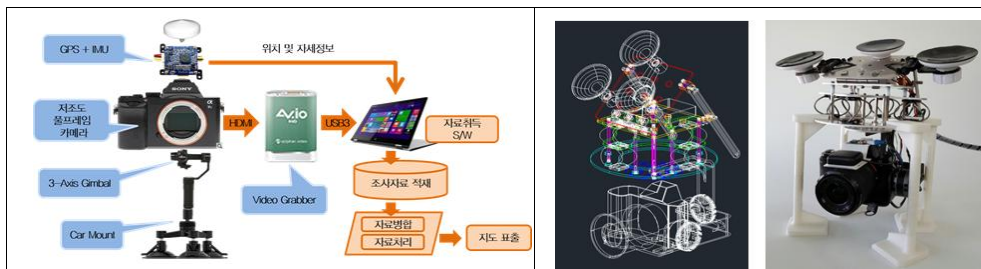 GPS + IMU
위치 및 자세정보
SONY
α
저조도
풀프레임
카메라
HDMI
AV.io
USB3
자료취득
S/W
3-Axis Gimbal
Video Grabber
조사자료 적재
Car Mount
자료병합
자료처리
지도 표출